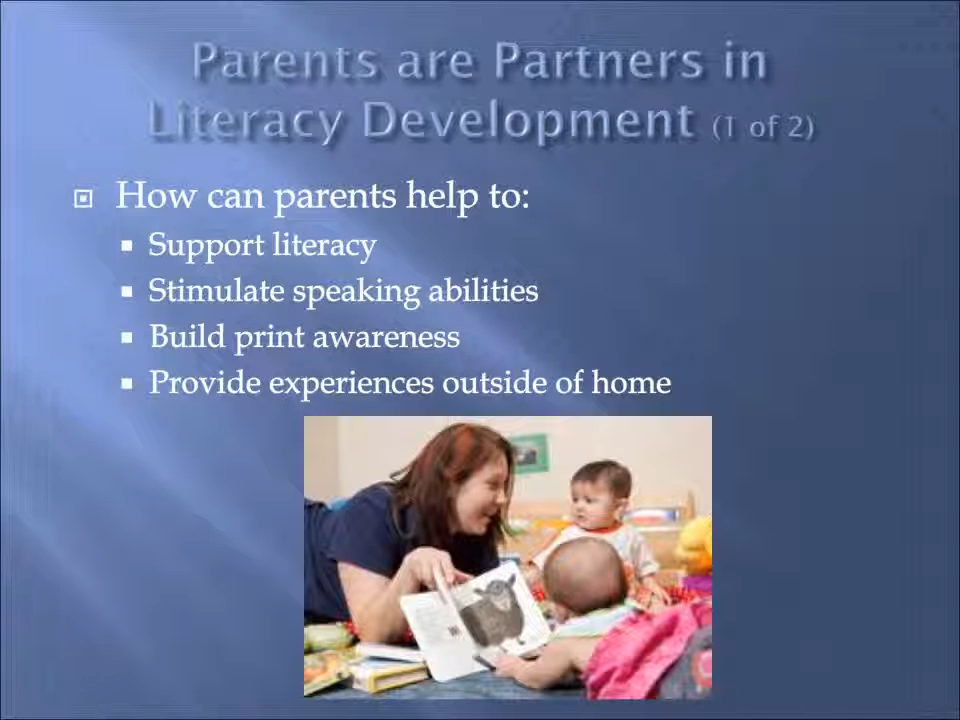 Parents are Partners in
Literacy Development (1 of 2)
How can parents help to:
Support literacy
Stimulate speaking abilities
Build print awareness
Provide experiences outside of home